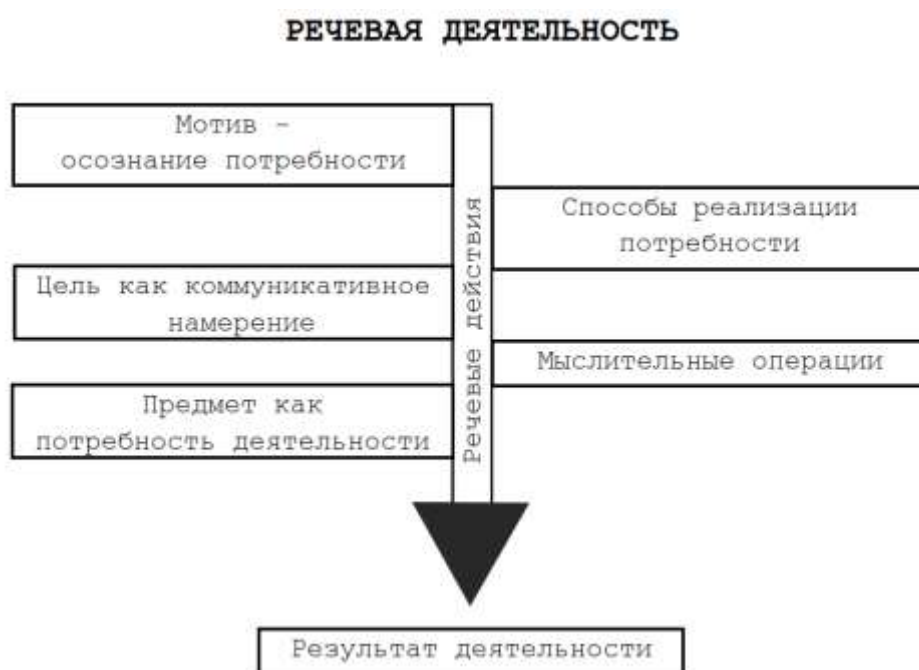 РЕЧЕВАЯ ДЕЯТЕЛЬНОСТЬ
Мотив –
осознание потребности
Способы реализации
потребности
Цель как коммуникативное
намерение
Мыслительные операции
Предмет как
потребность деятельности
Речевые действия
Результат деятельности